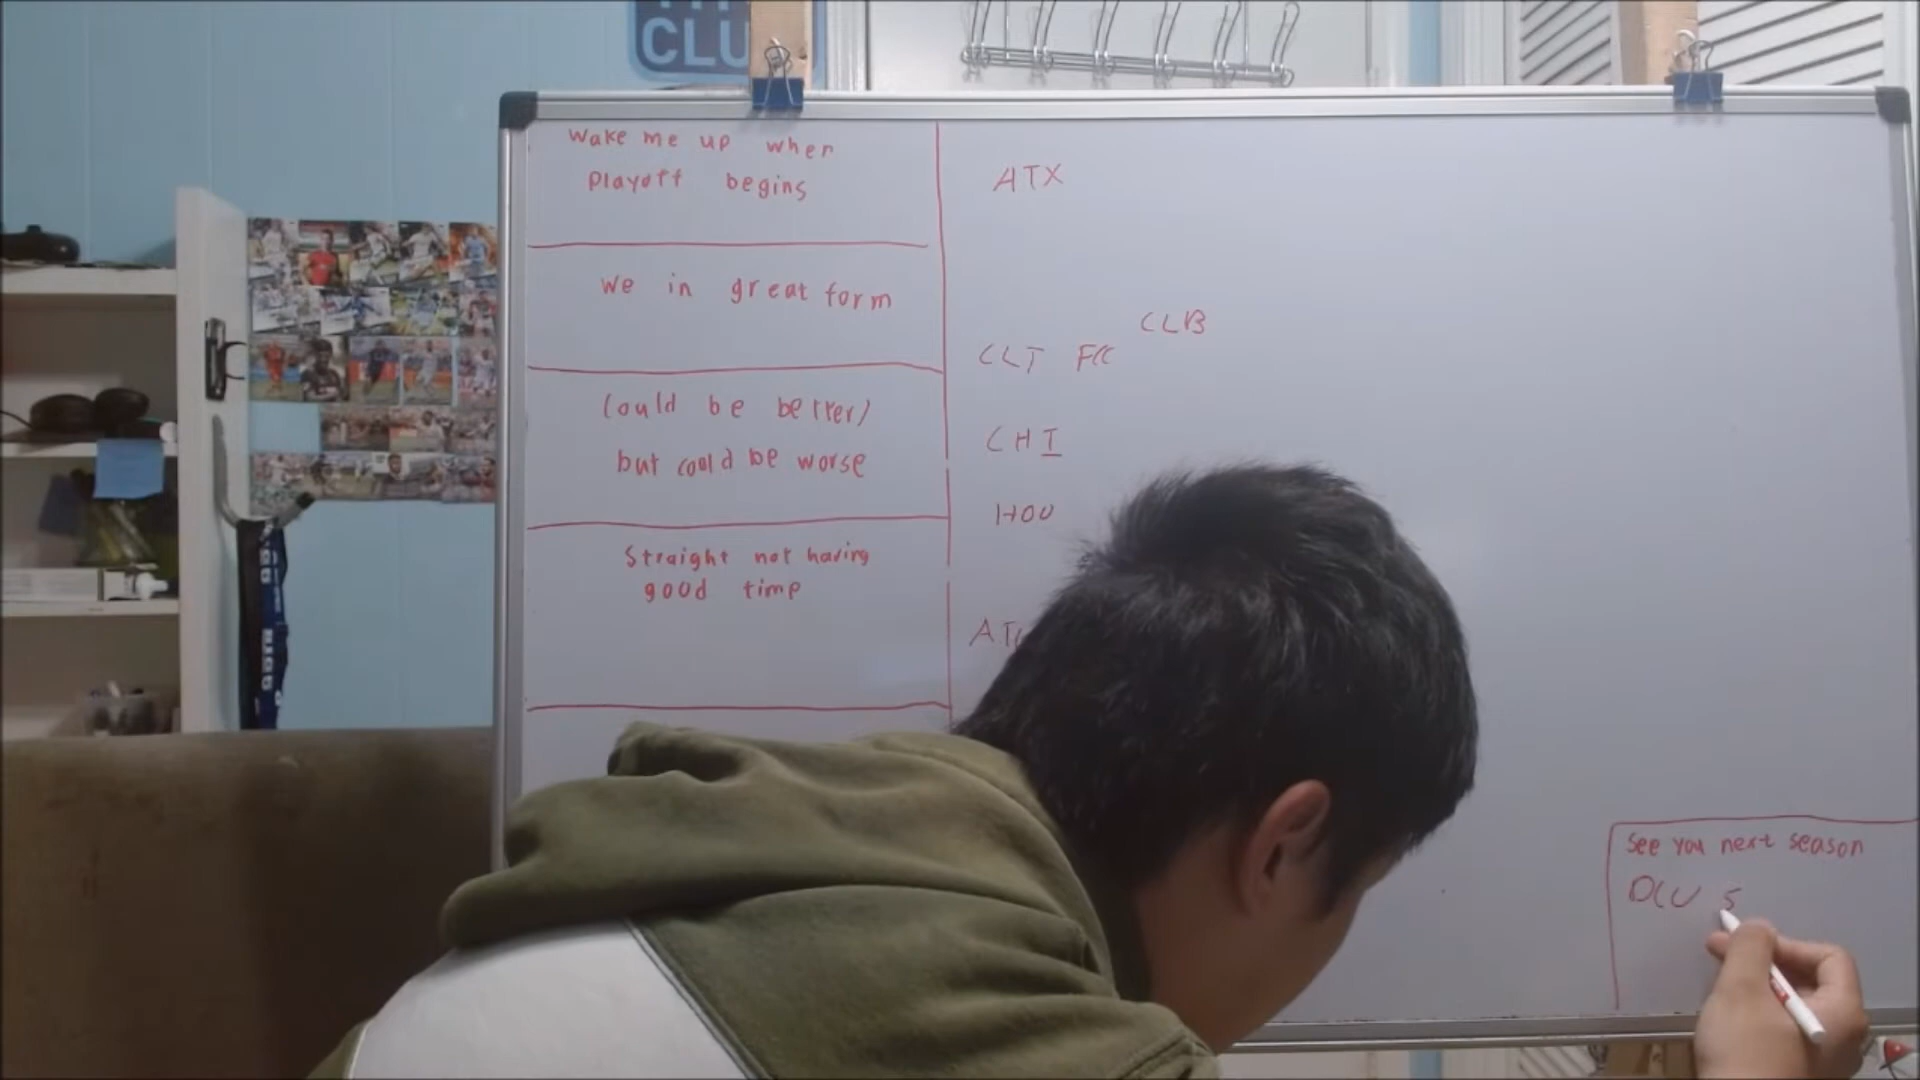 CLU
wake me up when
playoff begins
ATX
we in great form
CLB
CLT FCC
Could be better/
but could be worse
CHI
HOU
Straight not having
good time
AT
See you next season
DCU S